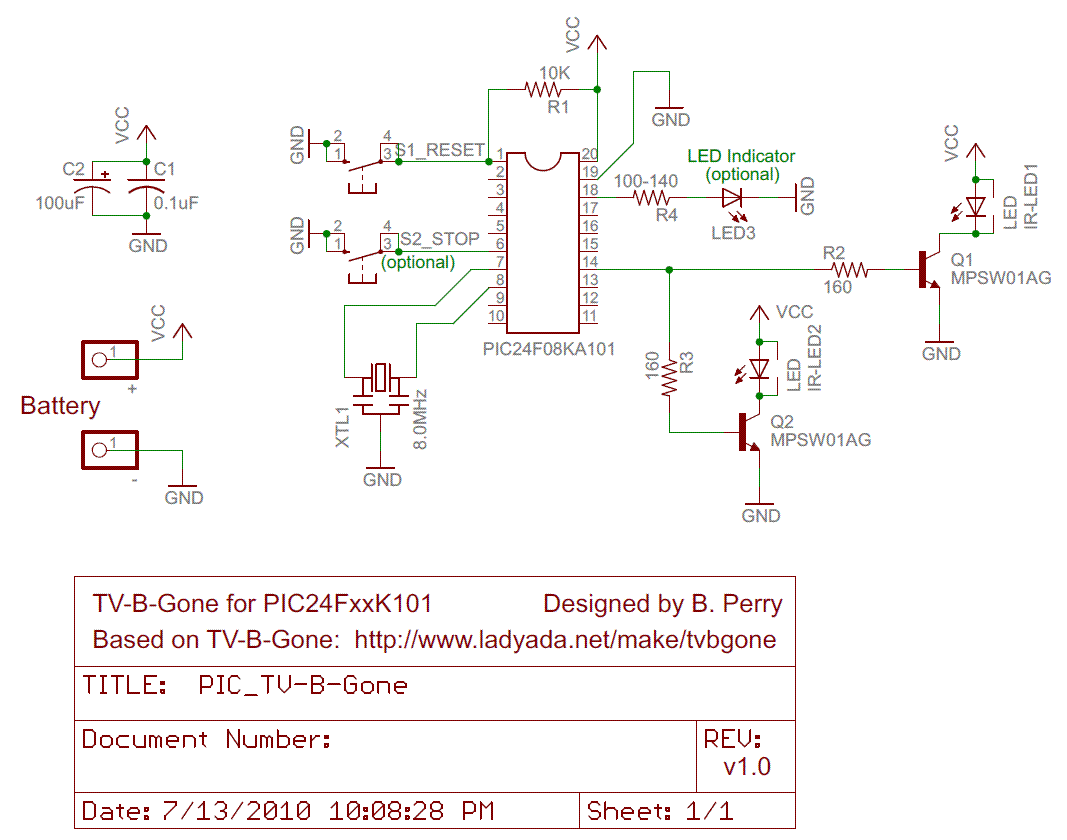 VCC
10K
R1
GND
VCC
C2
+
C1
100uF
0.1uF
GND
GND
2
1
4
3
S1_RESET
GND
2
1
4
3
S2_STOP
(optional)
1
2
3
4
5
6
7
8
9
10
20
19
18
17
16
15
14
13
12
11
PIC24F08KA101
LED Indicator
(optional)
100-140
R4
LED3
GND
VCC
LED
IR-LED1
R2
160
Q1
MPSW01AG
GND
VCC
LED
IR-LED2
160
R3
Q2
MPSW01AG
GND
VCC
1
+
Battery
1
-
GND
XTL1
8.0MHz
GND
TV-B-Gone for PIC24FxxK101 Designed by B. Perry
Based on TV-B-Gone: http://www.ladyada.net/make/tvbgone
TITLE: PIC_TV-B-Gone
Document Number:
REV:
v1.0
Date: 7/13/2010 10:08:28 PM
Sheet: 1/1